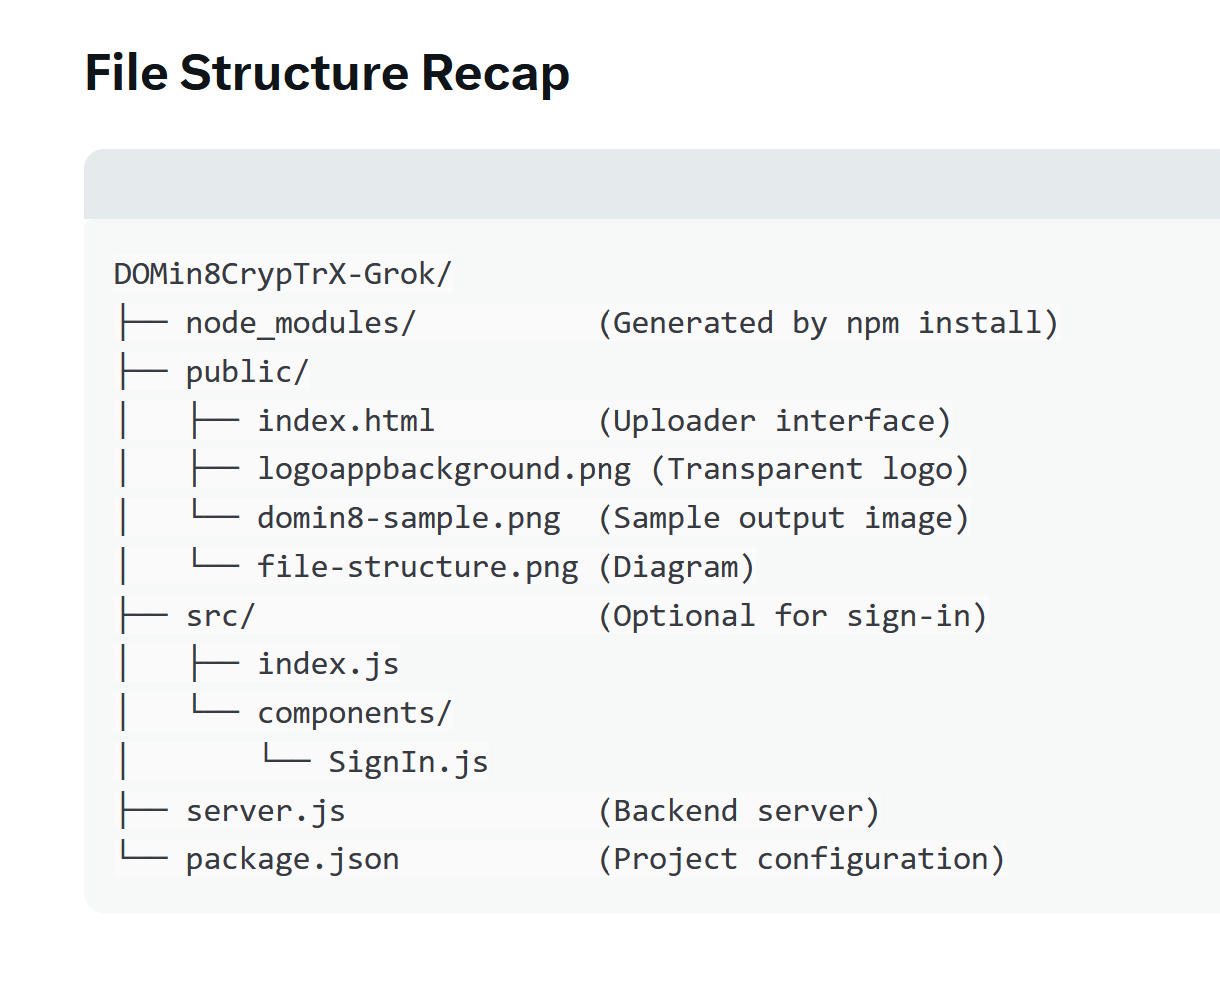 File Structure Recap
DOMin8CrypTrX-Grok/
├── node_modules/          (Generated by npm install)
├── public/
│   ├── index.html         (Uploader interface)
│   ├── logoappbackground.png (Transparent logo)
│   └── domin8-sample.png  (Sample output image)
│   └── file-structure.png (Diagram)
├── src/                   (Optional for sign-in)
│   ├── index.js
│   └── components/
│       └── SignIn.js
├── server.js              (Backend server)
└── package.json           (Project configuration)